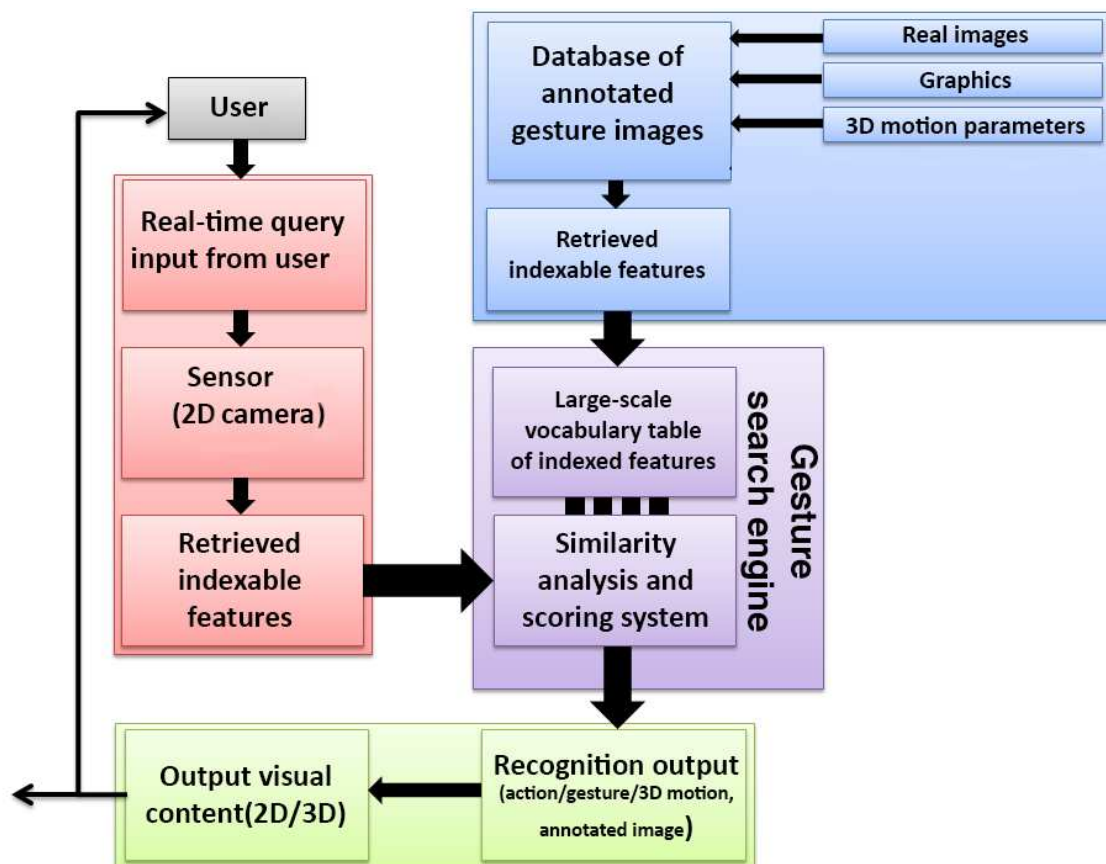 User
Real-time query
input from user
Sensor
(2D camera)
Retrieved
indexable
features
Database of
annotated
gesture images
Real images
Graphics
3D motion parameters
Retrieved
indexable features
Large-scale
vocabulary table
of indexed features
Similarity
analysis and
scoring system
Gesture
search engine
Recognition output
(action/gesture/3D motion,
annotated image)
Output visual
content(2D/3D)